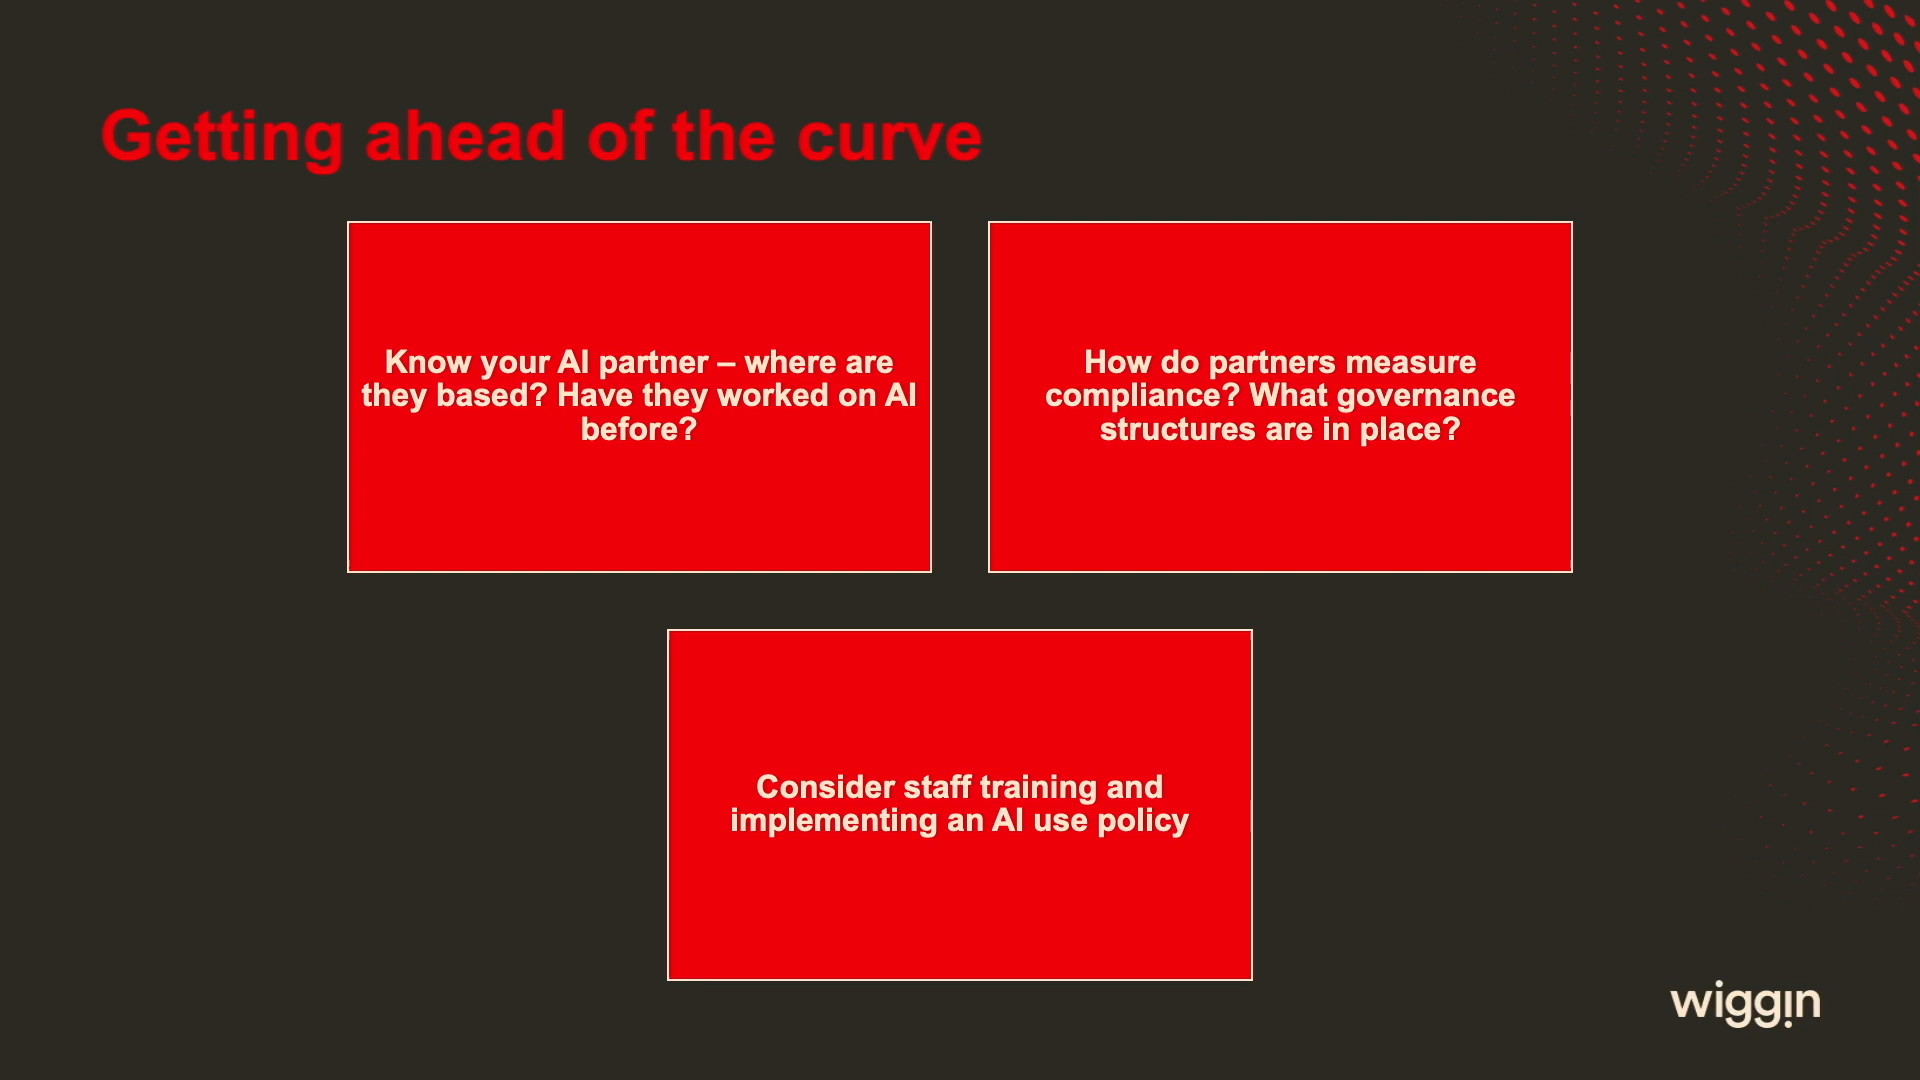 Getting ahead of the curve
Know your AI partner – where are
they based? Have they worked on AI
before?
How do partners measure
compliance? What governance
structures are in place?
Consider staff training and
implementing an AI use policy
wiggin